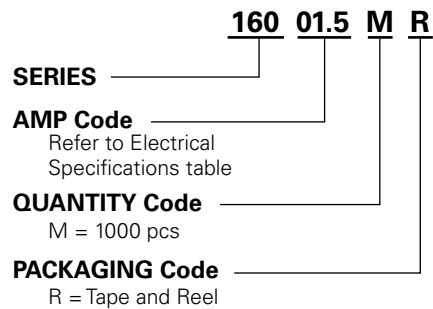 160 01.5 M R
SERIES
AMP Code
Refer to Electrical
Specifications table
QUANTITY Code
M = 1000 pcs
PACKAGING Code
R = Tape and Reel